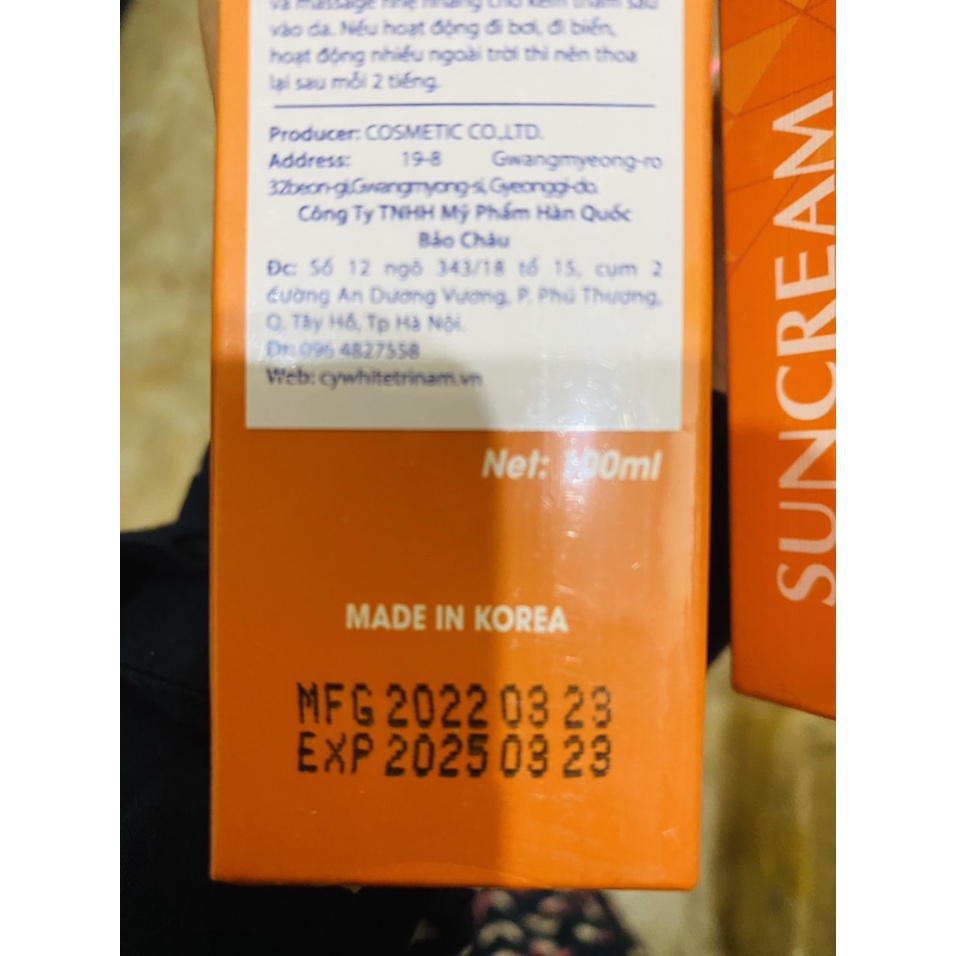 và massage nhẹ nhàng cho kem thấm sâu
vào da. Nếu hoạt động đi bơi, đi biển,
hoạt động nhiều ngoài trời thì nên thoa
lại sau mỗi 2 tiếng.
Producer: COSMETIC CO.,LTD.
Address: 19-8 Gwangmyeong-ro
32beon-gil,Gwangmyong-si, Gyeonggi-do.
Công Ty TNHH Mỹ Phẩm Hàn Quốc
Bảo Châu
Đc: Số 12 ngõ 343/18 tổ 15, cụm 2
đường An Dương Vương, P. Phú Thượng,
Q. Tây Hồ, Tp Hà Nội.
Đt: 096 4827558
Web: cywhitetrinam.vn
Net: 100ml
MADE IN KOREA
MFG 2022 03 23
EXP 2025 03 23
SUNCREAM